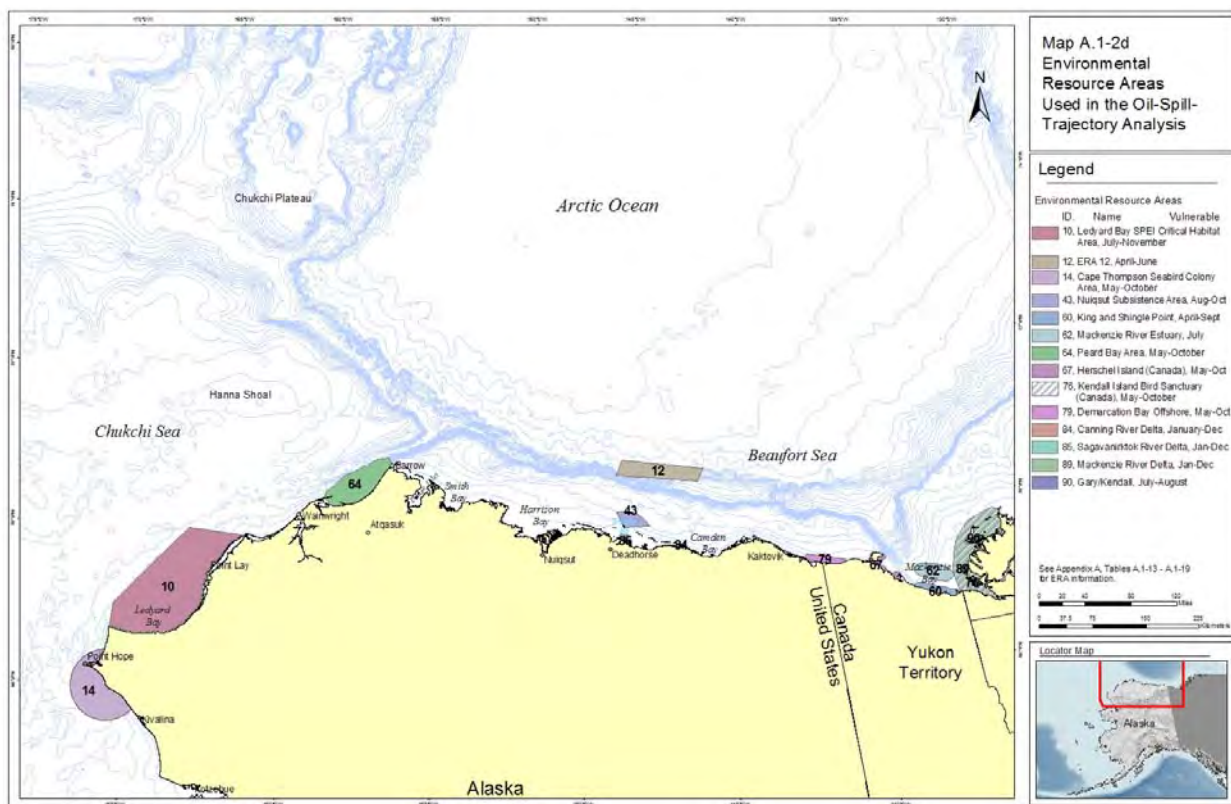 Map A.1-2d
Environmental
Resource Areas
Used in the Oil-Spill-
Trajectory Analysis
Legend
Environmental Resource Areas
ID, Name Vulnerable
10, Ledyard Bay SPEI Critical Habitat
Area, July-November
12, ERA 12, April-June
14, Cape Thompson Seabird Colony
Area, May-October
43, Nuiqsut Subsistence Area, Aug-Oct
60, King and Shingle Point, April-Sept
62, Mackenzie River Estuary, July
64, Peard Bay Area, May-October
67, Herschel Island (Canada), May-Oct
76, Kendall Island Bird Sanctuary
(Canada), May-October
79, Demarcation Bay Offshore, May-Oct
84, Canning River Delta, January-Dec
85, Sagavanirktok River Delta, Jan-Dec
89, Mackenzie River Delta, Jan-Dec
90, Gary/Kendall, July-August
See Appendix A, Tables A.1-13 - A.1-19
for ERA information.
Miles
Kilometers
Locator Map
Alaska
N
Chukchi Plateau
Arctic Ocean
Hanna Shoal
Chukchi Sea
Beaufort Sea
12
Barrow
64
Smith
Bay
Wainwright
Atqasuk
Harrison
Bay
43
Nuiqsut
Deadhorse
84
Camden
Bay
Kaktovik
79
67
Mackenzie
Bay
62
60
89
10
Point Lay
Ledyard
Bay
Point Hope
14
Kivalina
Kotzebue
Canada
United States
Yukon
Territory
Alaska